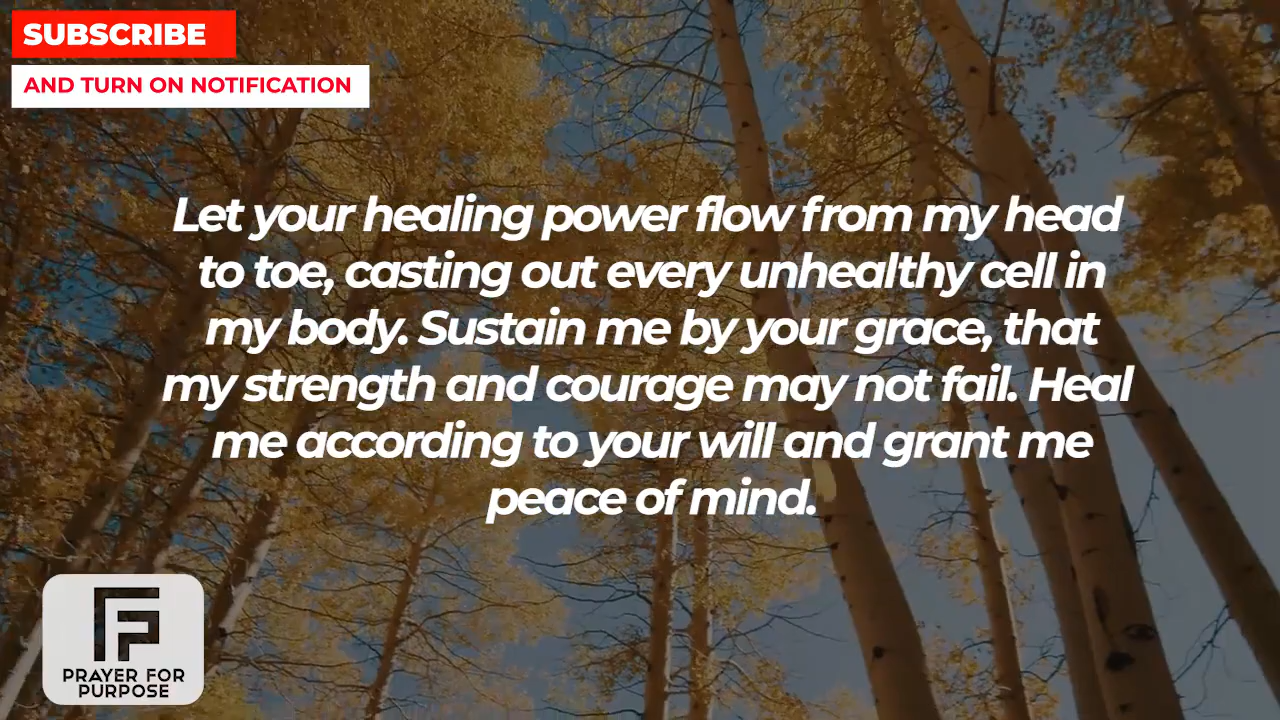 SUBSCRIBE
AND TURN ON NOTIFICATION
Let your healing power flow from my head
to toe, casting out every unhealthy cell in
my body. Sustain me by your grace, that
my strength and courage may not fail. Heal
me according to your will and grant me
peace of mind.
PRAYER FOR
PURPOSE